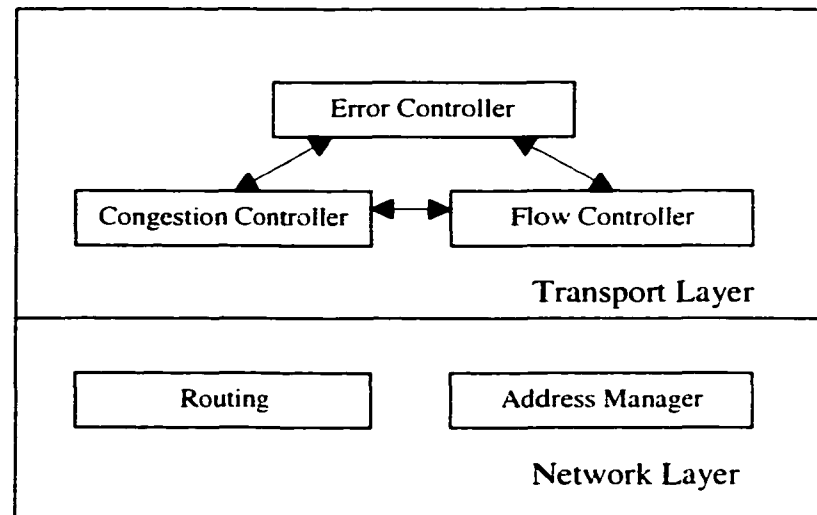 Error Controller
Congestion Controller
Flow Controller
Transport Layer
Routing
Address Manager
Network Layer